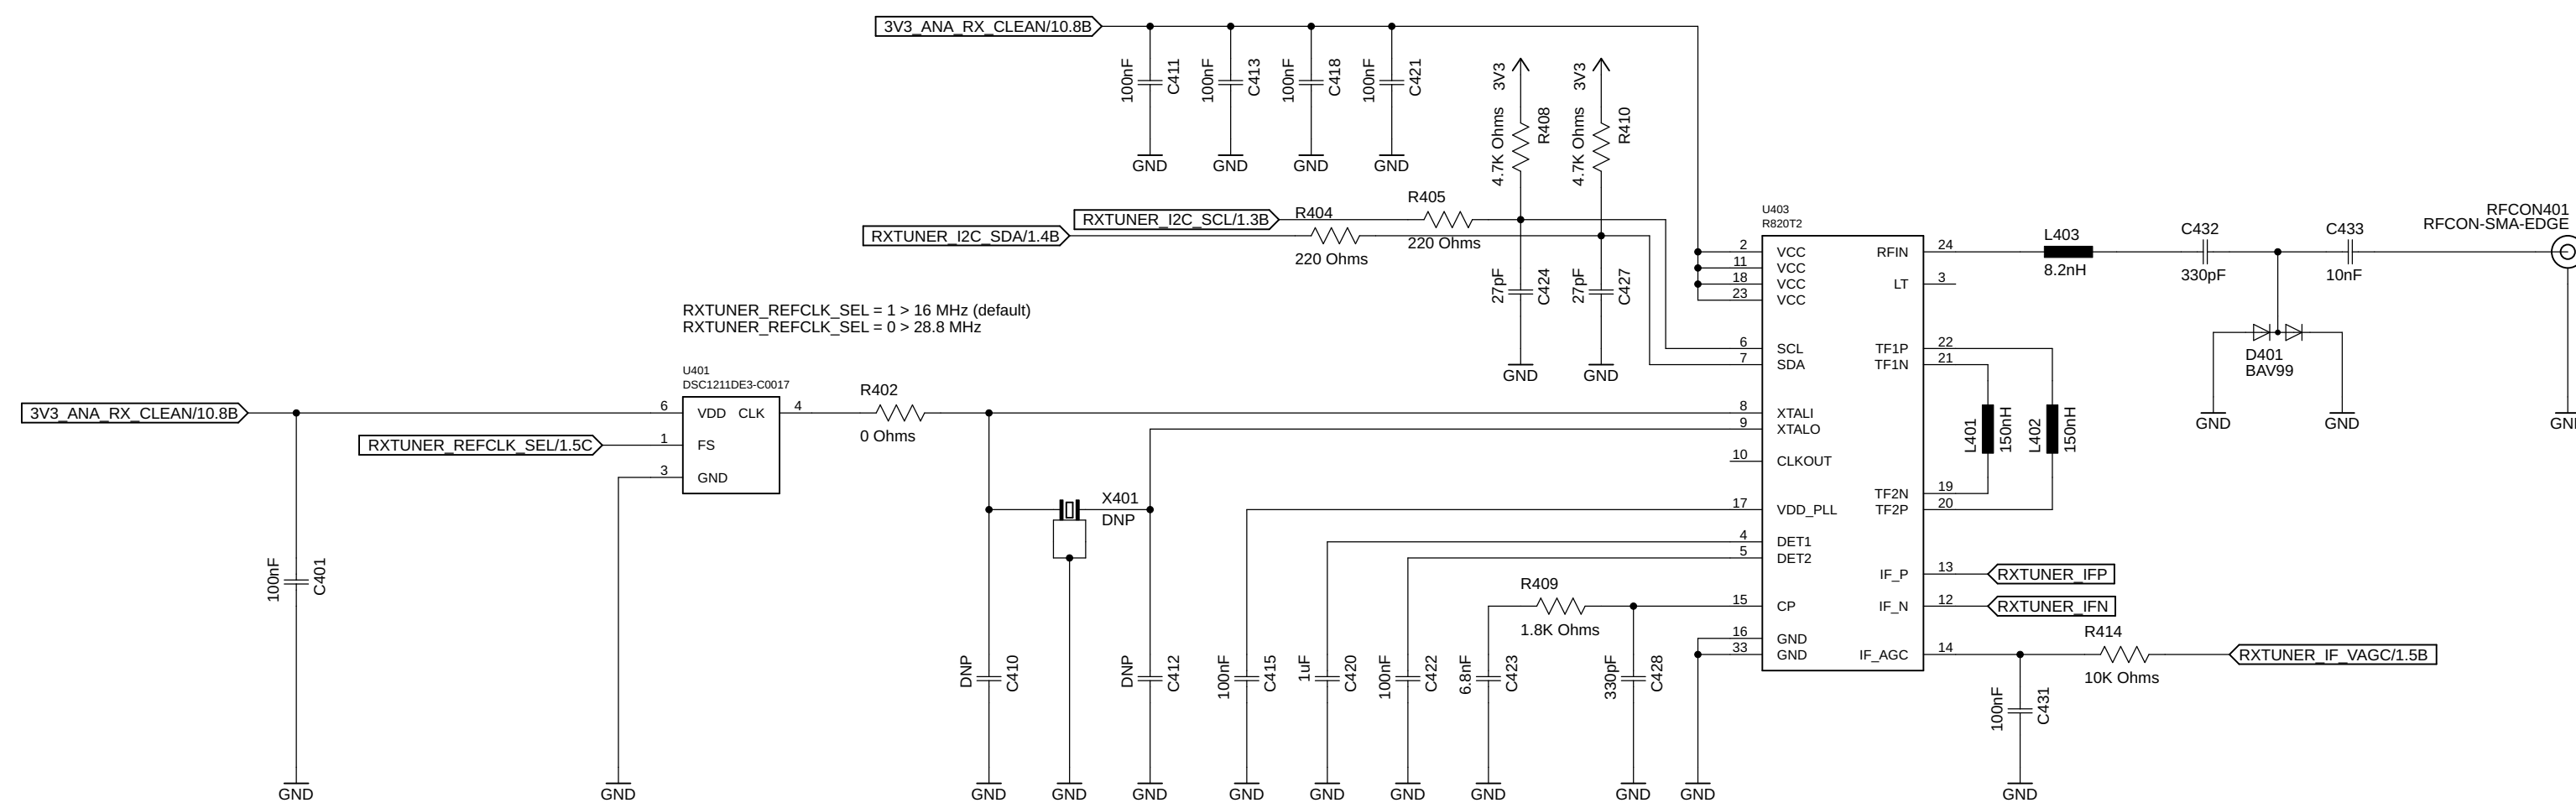 3V3_ANA_RX_CLEAN/10.8B
100nF
C411
100nF
C413
100nF
C418
100nF
C421
GND
GND
GND
GND
3V3
3V3
4.7K Ohms
R408
4.7K Ohms
R410
RXTUNER_I2C_SCL/1.3B
RXTUNER_I2C_SDA/1.4B
R404
220 Ohms
R405
220 Ohms
27pF
C424
27pF
C427
GND
GND
RXTUNER_REFCLK_SEL = 1 > 16 MHz (default)
RXTUNER_REFCLK_SEL = 0 > 28.8 MHz
U401
DSC1211DE3-C0017
3V3_ANA_RX_CLEAN/10.8B
RXTUNER_REFCLK_SEL/1.5C
6
VDD
CLK
4
1
FS
3
GND
R402
0 Ohms
100nF
C401
GND
GND
X401
DNP
DNP
C410
DNP
C412
100nF
C415
1uF
C420
100nF
C422
6.8nF
C423
R409
1.8K Ohms
330pF
C428
GND
GND
GND
GND
GND
GND
GND
GND
GND
U403
R820T2
2
VCC
11
VCC
18
VCC
23
VCC
6
SCL
7
SDA
8
XTALI
9
XTALO
10
CLKOUT
17
VDD_PLL
4
DET1
5
DET2
15
CP
16
GND
33
GND
RFIN
24
LT
3
TF1P
22
TF1N
21
TF2N
19
TF2P
20
IF_P
13
IF_N
12
IF_AGC
14
L403
8.2nH
C432
330pF
C433
10nF
RFCON401
RFCON-SMA-EDGE
D401
BAV99
GND
GND
L401
150nH
L402
150nH
RXTUNER_IFP
RXTUNER_IFN
R414
10K Ohms
RXTUNER_IF_VAGC/1.5B
100nF
C431
GND